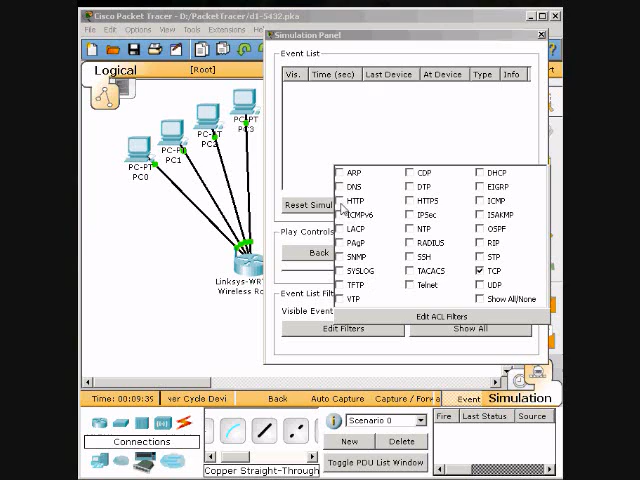 Cisco Packet Tracer - D:/PacketTracer/d1-5432.pka
File Edit Options View Tools Extensions
Simulation Panel
Event List
Vis. Time (sec) Last Device At Device Type Info
Logical [Root]
PC-PT
PC0
PC-PT
PC1
PC-PT
PC2
PC-PT
PC3
Linksys-WRT
Wireless Ro
ARP CDP DHCP
DNS DTP EIGRP
HTTP HTTPS ICMP
ICMPv6 IPSec ISAKMP
LACP NTP OSPF
PAgP RADIUS RIP
SNMP SSH STP
SYSLOG TACACS TCP
TFTP Telnet UDP
VTP Show All/None
Edit ACL Filters
Reset Simul
Play Controls
Back
Event List Filt
Visible Event
Edit Filters Show All
Time: 00:09:39 ver Cycle Devi Back Auto Capture Capture / Forwa Event Simulation
Connections
Copper Straight-Through
Scenario 0
New Delete
Toggle PDU List Window
Fire Last Status Source